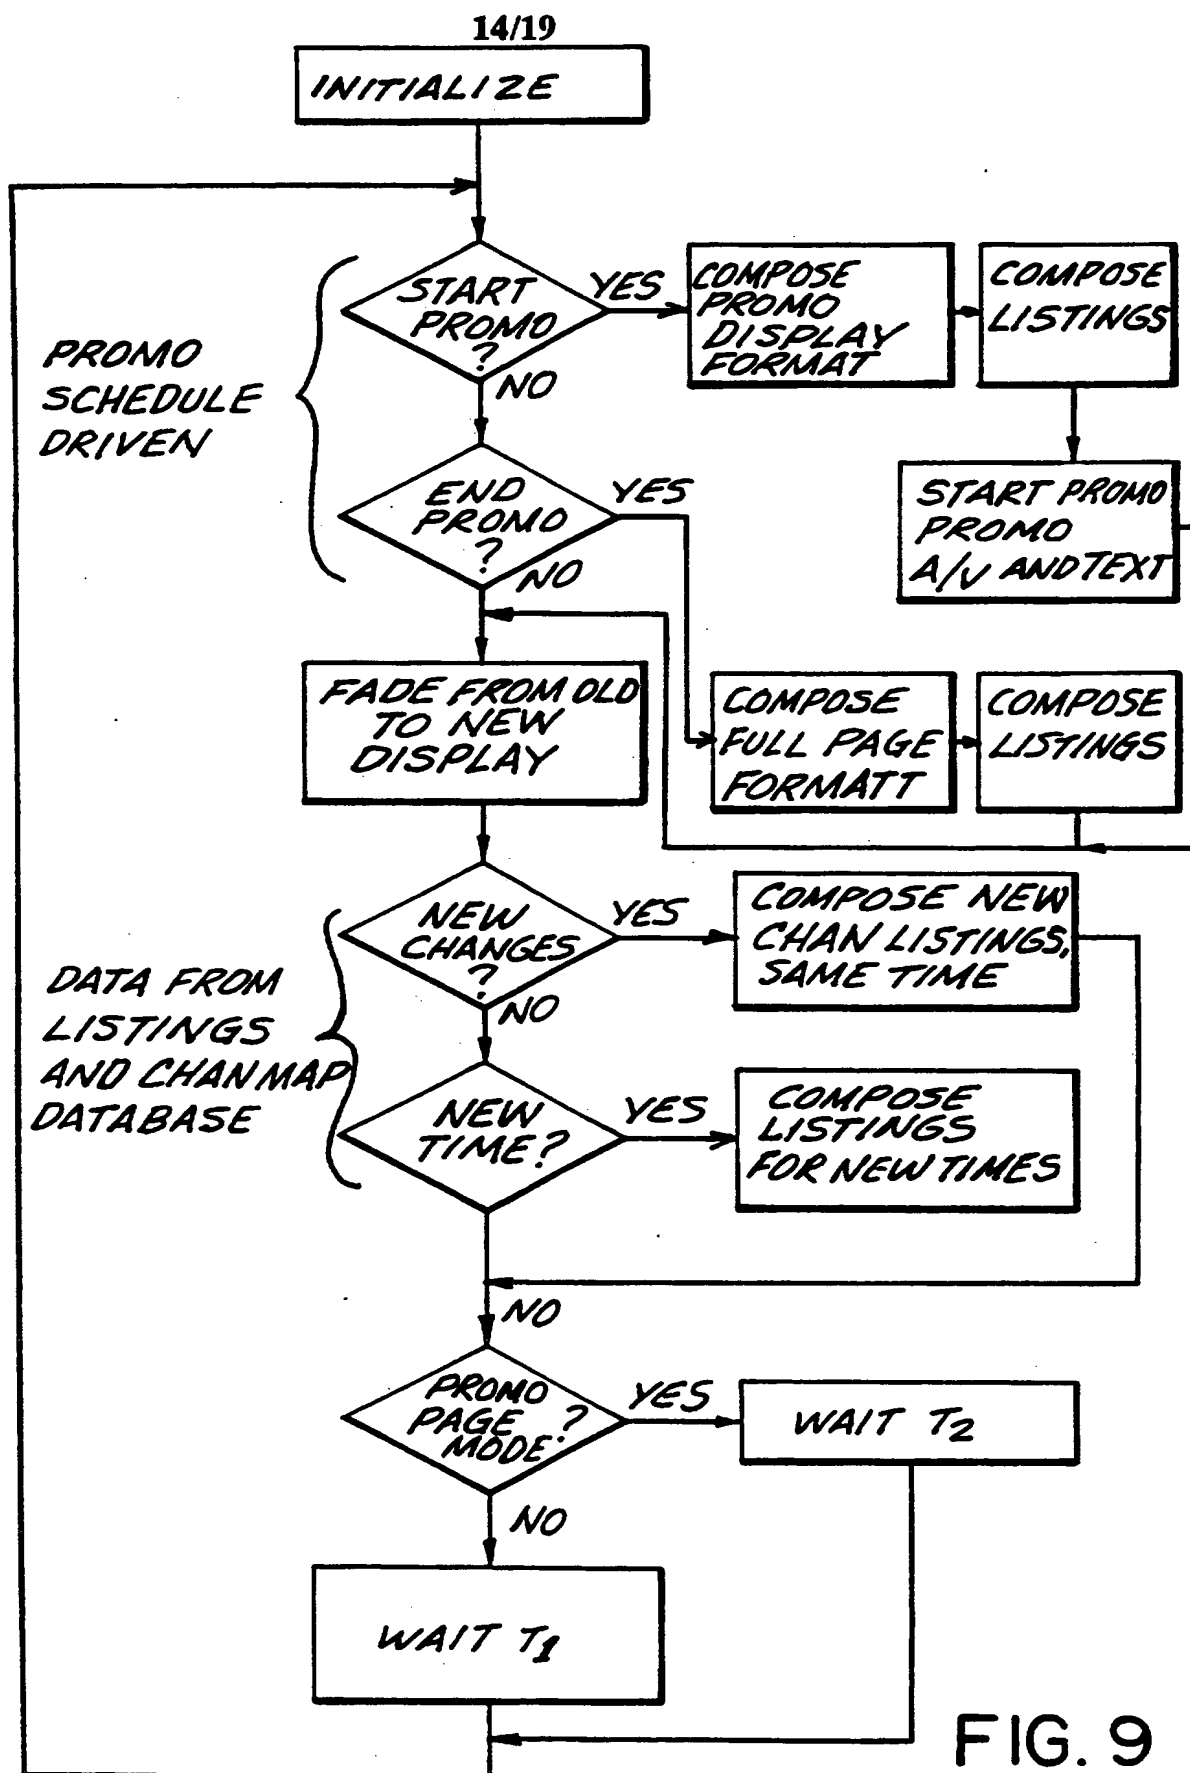 14/19
INITIALIZE
START
PROMO
?
YES
NO
COMPOSE
PROMO
DISPLAY
FORMAT
COMPOSE
LISTINGS
PROMO
SCHEDULE
DRIVEN
END
PROMO
?
YES
NO
START PROMO
PROMO
A/V AND TEXT
FADE FROM OLD
TO NEW
DISPLAY
COMPOSE
FULL PAGE
FORMATT
COMPOSE
LISTINGS
NEW
CHANGES
?
YES
NO
COMPOSE NEW
CHAN LISTINGS,
SAME TIME
DATA FROM
LISTINGS
AND CHAN MAP
DATABASE
NEW
TIME?
YES
COMPOSE
LISTINGS
FOR NEW TIMES
NO
PROMO
PAGE
MODE?
YES
WAIT T2
NO
WAIT T1
FIG. 9